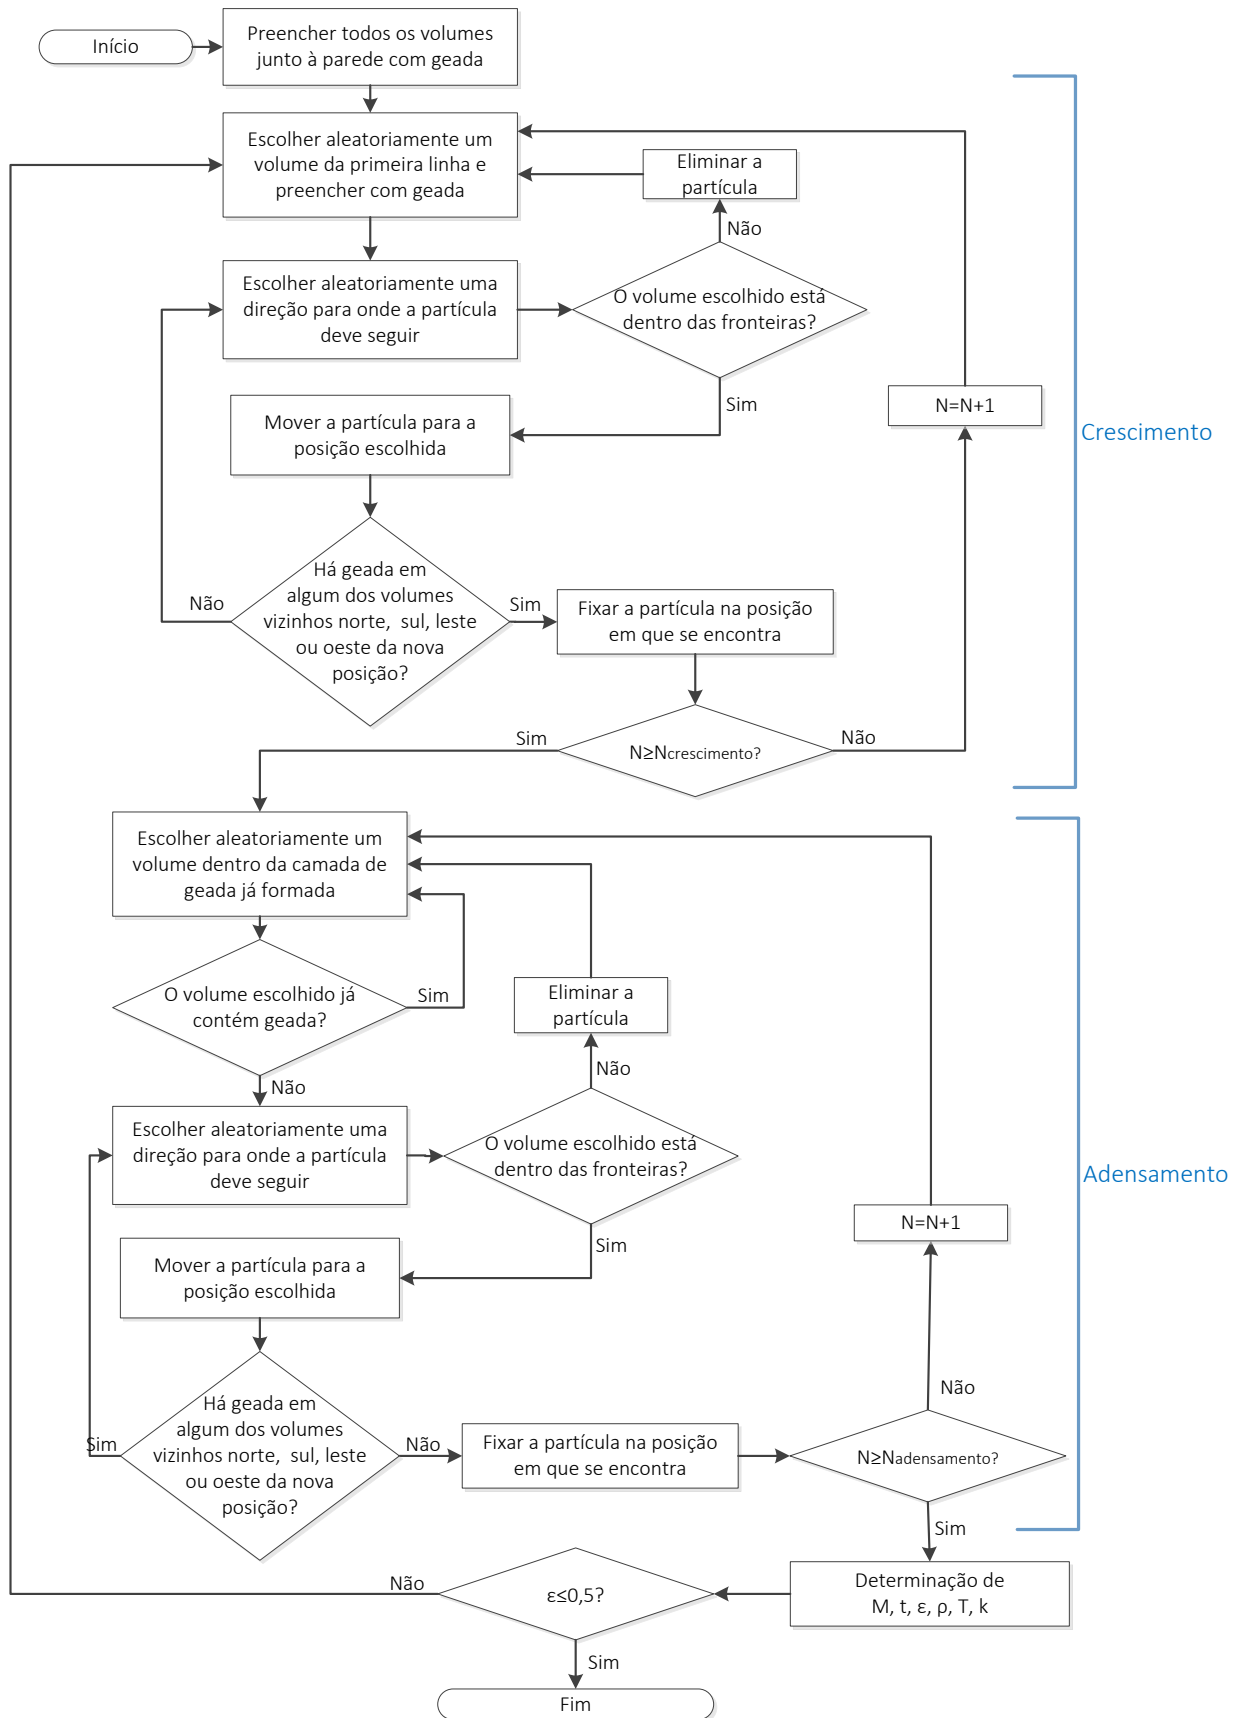 Início
Preencher todos os volumes
junto à parede com geada
Escolher aleatoriamente um
volume da primeira linha e
preencher com geada
Eliminar a
partícula
Não
Escolher aleatoriamente uma
direção para onde a partícula
deve seguir
O volume escolhido está
dentro das fronteiras?
Sim
N=N+1
Mover a partícula para a
posição escolhida
Crescimento
Há geada em
algum dos volumes
vizinhos norte, sul, leste
ou oeste da nova
posição?
Não
Sim
Fixar a partícula na posição
em que se encontra
Sim
N≥Ncrescimento?
Não
Escolher aleatoriamente um
volume dentro da camada de
geada já formada
O volume escolhido já
contém geada?
Sim
Eliminar a
partícula
Não
Não
Escolher aleatoriamente uma
direção para onde a partícula
deve seguir
O volume escolhido está
dentro das fronteiras?
Adensamento
N=N+1
Sim
Mover a partícula para a
posição escolhida
Há geada em
algum dos volumes
vizinhos norte, sul, leste
ou oeste da nova
posição?
Sim
Não
Fixar a partícula na posição
em que se encontra
Não
N≥Nadensamento?
Sim
Determinação de
M, t, ε, ρ, T, k
Não
ε≤0,5?
Sim
Fim